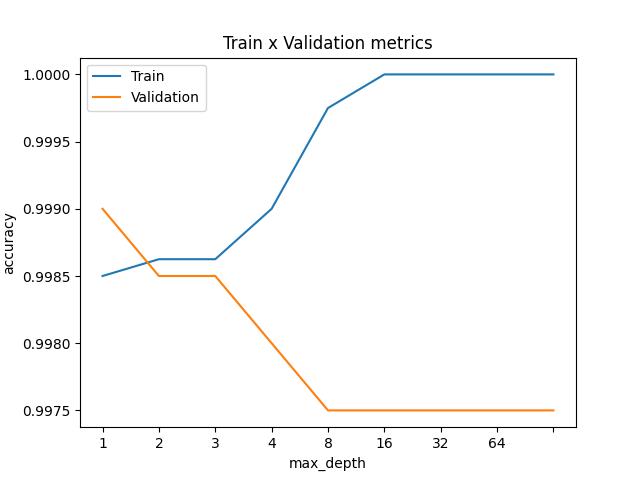 Train x Validation metrics
Train
Validation
1.0000
0.9995
0.9990
0.9985
0.9980
0.9975
accuracy
1 2 3 4 8 16 32 64
max_depth